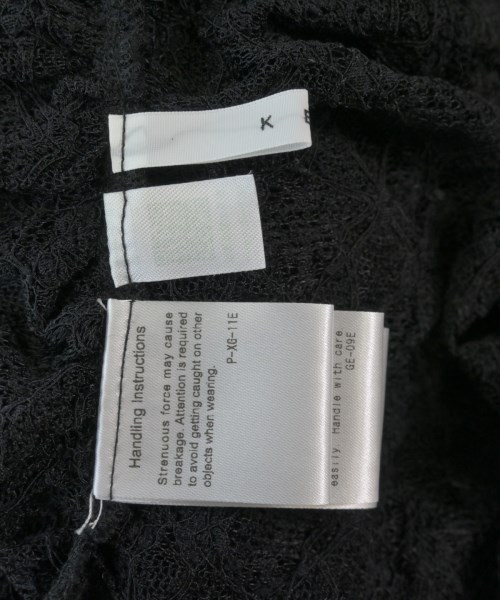 Handling Instructions
Strenuous force may cause
breakage. Attention is required
to avoid getting caught on other
objects when wearing.
P-XG-11E
easily. Handle with care.
GE-09E